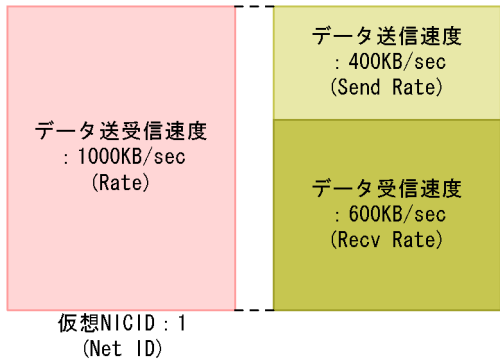 データ送受信速度
：1000KB/sec
(Rate)
データ送信速度
：400KB/sec
(Send Rate)
データ受信速度
：600KB/sec
(Recv Rate)
仮想NICID：1
(Net ID)